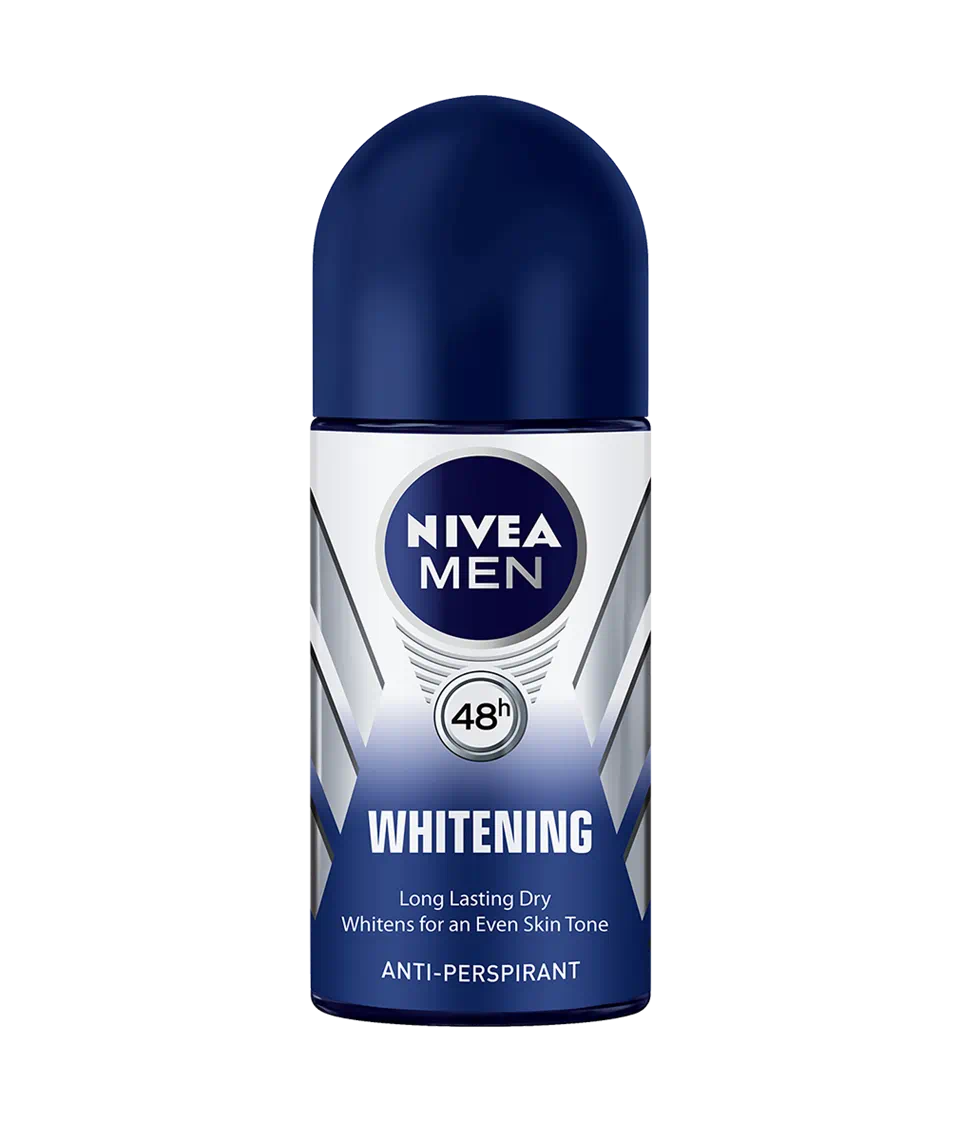 NIVEA
MEN
48h
WHITENING
Long Lasting Dry
Whitens for an Even Skin Tone
ANTI-PERSPIRANT